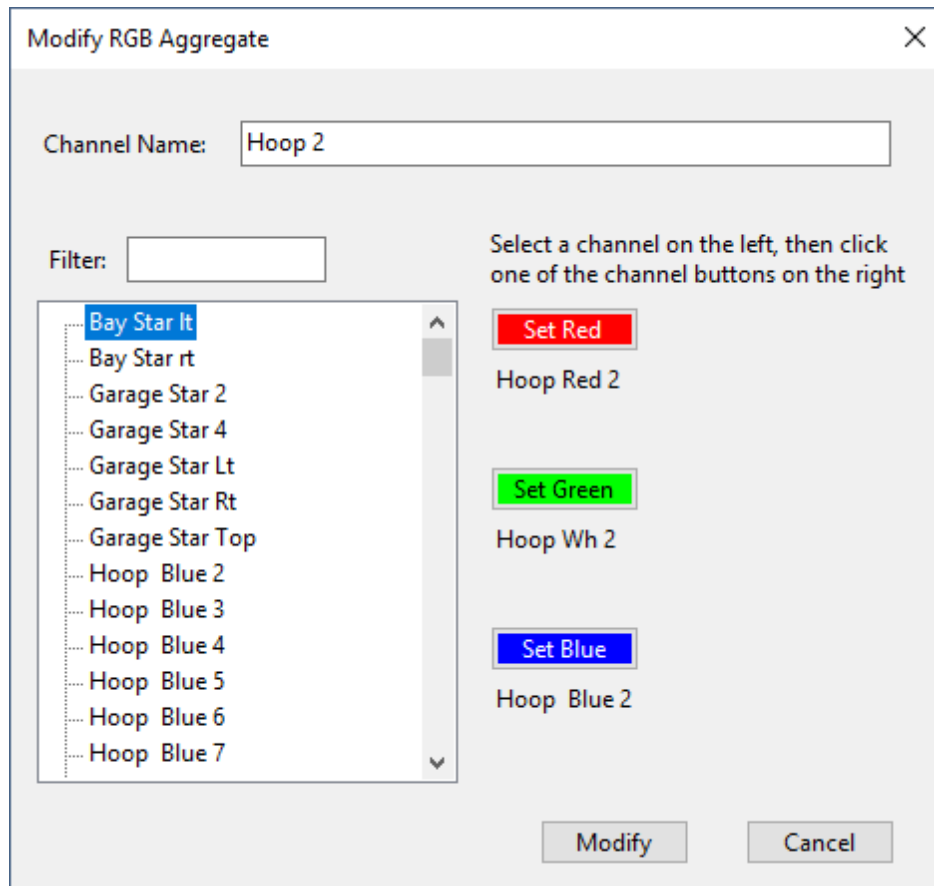 Modify RGB Aggregate
Channel Name:
Hoop 2
Filter:
Select a channel on the left, then click
one of the channel buttons on the right
Bay Star lt
Bay Star rt
Garage Star 2
Garage Star 4
Garage Star Lt
Garage Star Rt
Garage Star Top
Hoop  Blue 2
Hoop  Blue 3
Hoop  Blue 4
Hoop  Blue 5
Hoop  Blue 6
Hoop  Blue 7
Set Red
Hoop Red 2
Set Green
Hoop Wh 2
Set Blue
Hoop  Blue 2
Modify
Cancel